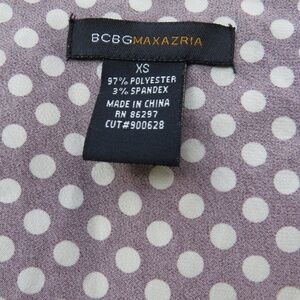 BCBGMAXAZRIA
XS
97% POLYESTER
3% SPANDEX
MADE IN CHINA
RN 86297
CUT#900628